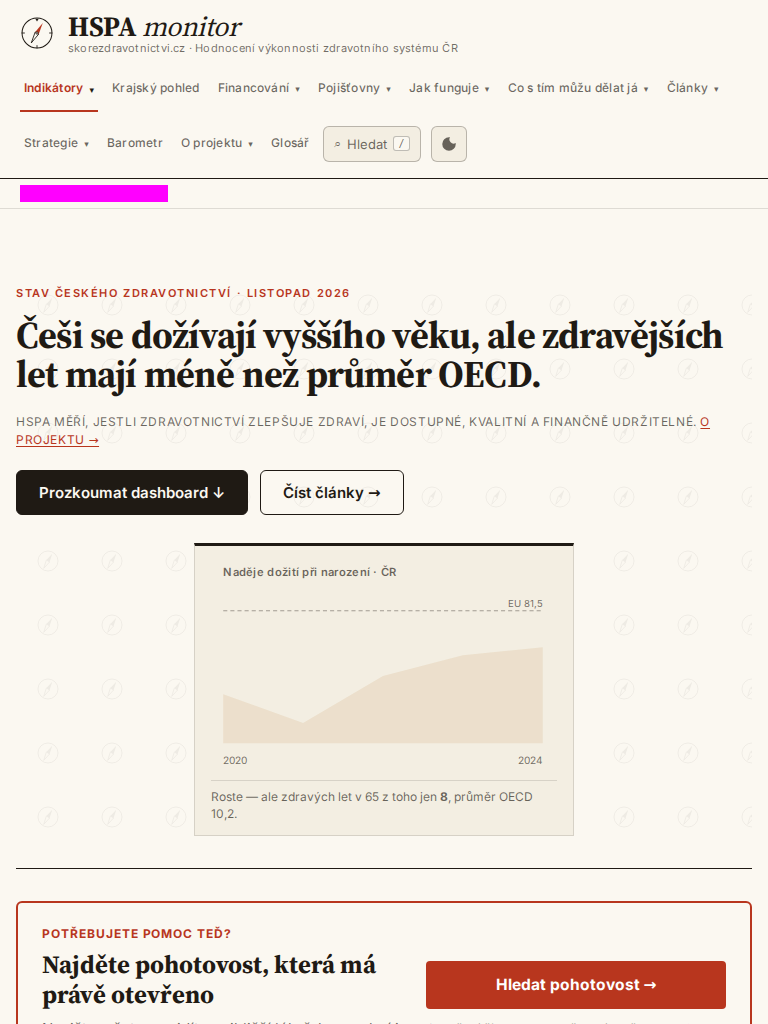 HSPA monitor
skorezdravotnictvi.cz · Hodnocení výkonnosti zdravotního systému ČR
Indikátory ▾ Krajský pohled Financování ▾ Pojišťovny ▾ Jak funguje ▾ Co s tím můžu dělat já ▾ Články ▾
Strategie ▾ Barometr O projektu ▾ Glosář Hledat /
STAV ČESKÉHO ZDRAVOTNICTVÍ · LISTOPAD 2026
Češi se dožívají vyššího věku, ale zdravějších
let mají méně než průměr OECD.
HSPA MĚŘÍ, JESTLI ZDRAVOTNICTVÍ ZLEPŠUJE ZDRAVÍ, JE DOSTUPNÉ, KVALITNÍ A FINANČNĚ UDRŽITELNÉ. O
PROJEKTU →
Prozkoumat dashboard ↓ Číst články →
Naděje dožití při narození · ČR
EU 81,5
2020 2024
Roste — ale zdravých let v 65 z toho jen 8, průměr OECD
10,2.
POTŘEBUJETE POMOC TEĎ?
Najděte pohotovost, která má
právě otevřeno
Hledat pohotovost →